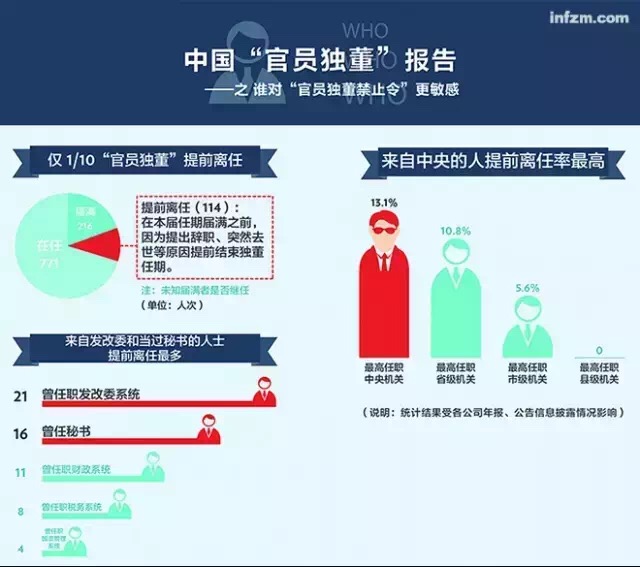 infzm.com
WHO
中国“官员独董”报告
WHO
——之 谁对“官员独董禁止令”更敏感
WHO
仅 1/10“官员独董”提前离任
届满
216
在任
771
提前离任（114）：
在本届任期届满之前，
因为提出辞职、突然去
世等原因提前结束独董
任期。
注：未知届满者是否继任
（单位：人次）
来自发改委和当过秘书的人士
提前离任最多
21 曾任职发改委系统
16 曾任秘书
11 曾任职财政系统
8 曾任职税务系统
4 曾任职
系统
来自中央的人提前离任率最高
13.1%
10.8%
5.6%
0
最高任职
中央机关
最高任职
省级机关
最高任职
市级机关
最高任职
县级机关
（说明：统计结果受各公司年报、公告信息披露情况影响）